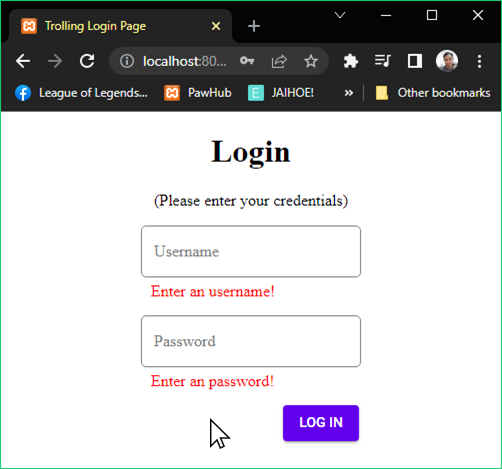 Trolling Login Page
localhost:80...
League of Legends...
PawHub
JAIHOE!
Other bookmarks
Login
(Please enter your credentials)
Username
Enter an username!
Password
Enter an password!
LOG IN